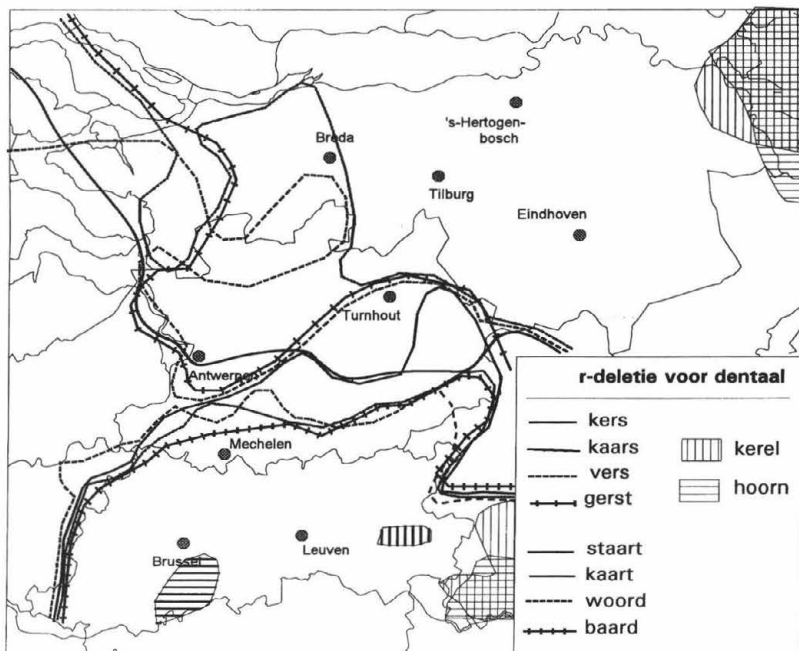 Breda
's-Hertogen-
bosch
Tilburg
Eindhoven
Turnhout
Antwerpen
Mechelen
Brussel
Leuven
r-deletie voor dentaal
kers
kaars
vers
gerst
kerel
hoorn
staart
kaart
woord
baard